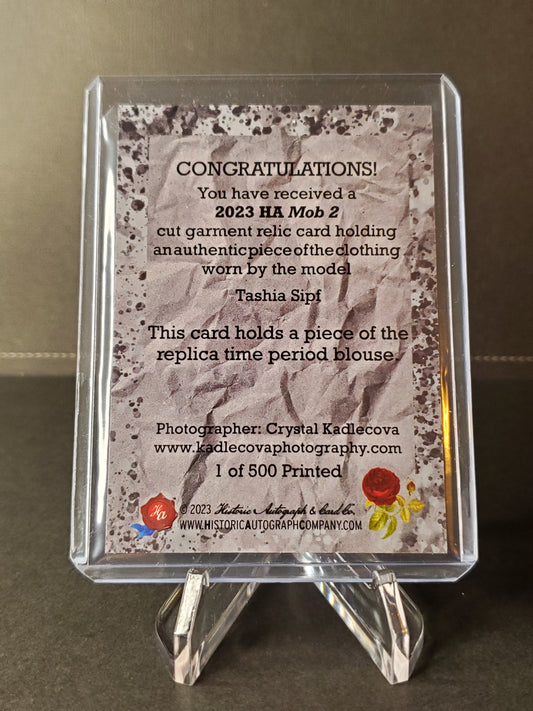 CONGRATULATIONS!
You have received a
2023 HA Mob 2
cut garment relic card holding
an authentic piece of the clothing
worn by the model
Tashia Sipf
This card holds a piece of the
replica time period blouse.
Photographer: Crystal Kadlecova
www.kadlecovaphotography.com
1 of 500 Printed
HA
© 2023 Historic Autograph & Card Co.
WWW.HISTORICAUTOGRAPHCOMPANY.COM